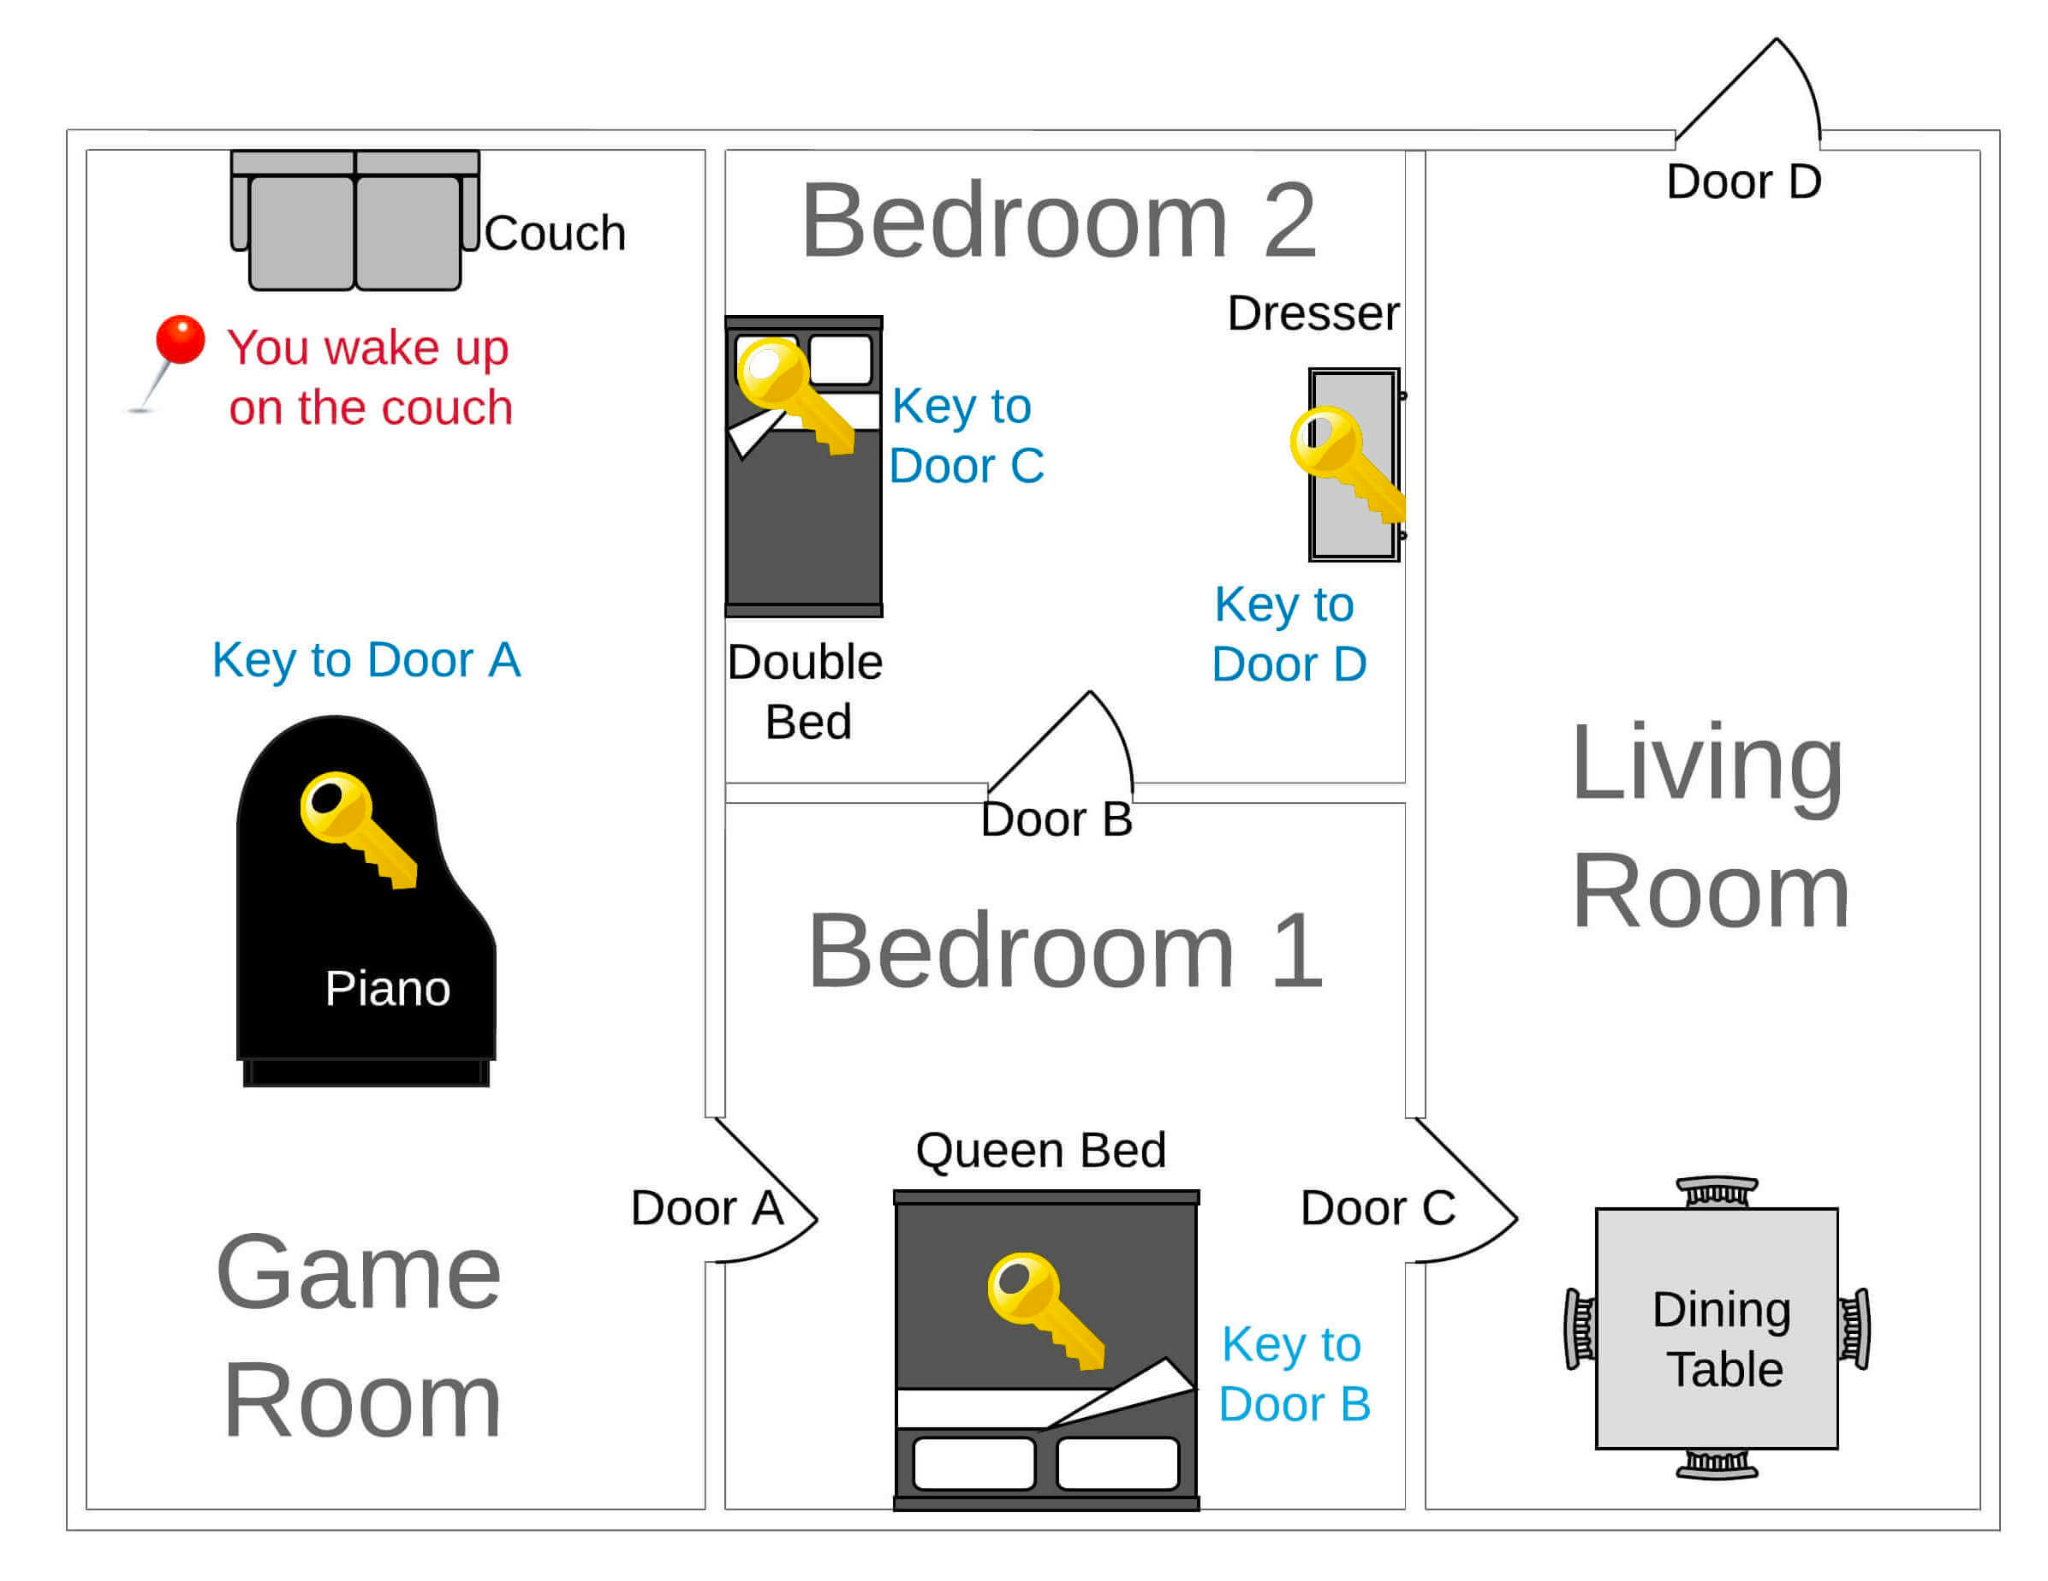 Door D
Bedroom 2
Couch
Dresser
You wake up
on the couch
Key to
Door C
Key to
Door D
Key to Door A
Double
Bed
Living
Room
Door B
Bedroom 1
Piano
Queen Bed
Door A
Door C
Game
Room
Key to
Door B
Dining
Table